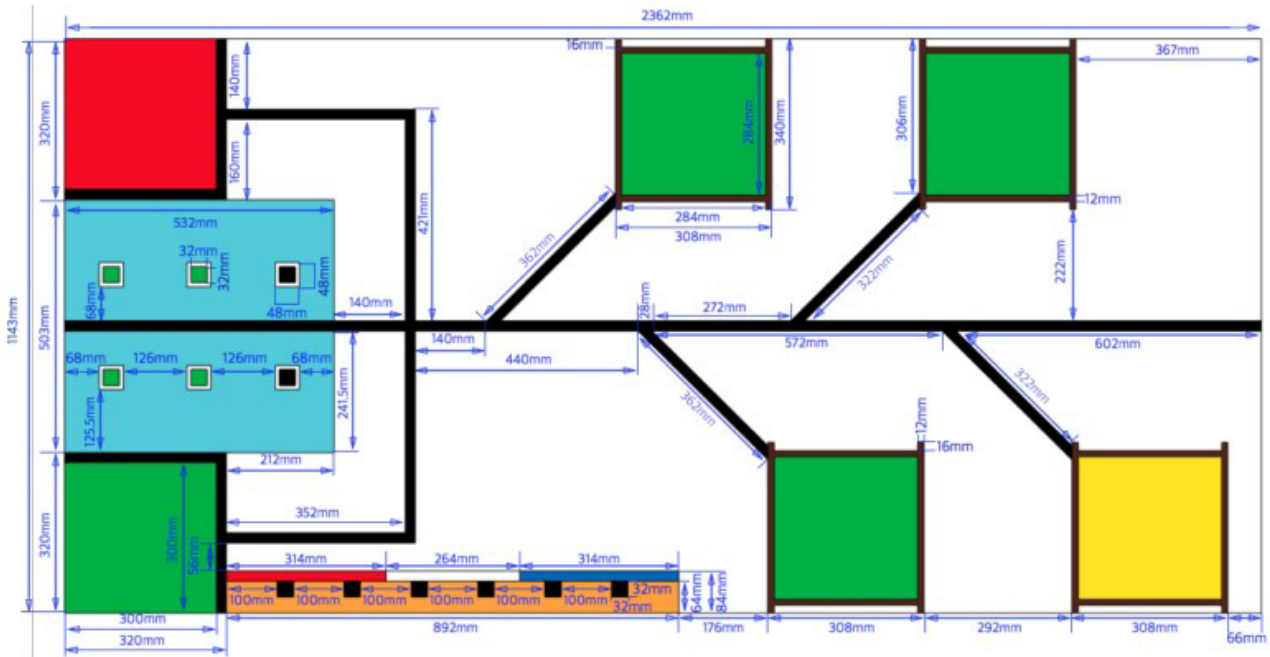 2362mm
16mm
367mm
140mm
320mm
284mm
340mm
306mm
160mm
12mm
532mm
421mm
284mm
308mm
362mm
322mm
222mm
32mm
32mm
48mm
48mm
68mm
140mm
28mm
272mm
1143mm
503mm
140mm
572mm
602mm
440mm
68mm
126mm
126mm
68mm
241,5mm
125.5mm
362mm
322mm
12mm
16mm
212mm
320mm
300mm
352mm
56mm
314mm
264mm
314mm
100mm
100mm
100mm
100mm
100mm
100mm
32mm
32mm
64mm
84mm
300mm
320mm
892mm
176mm
308mm
292mm
308mm
66mm